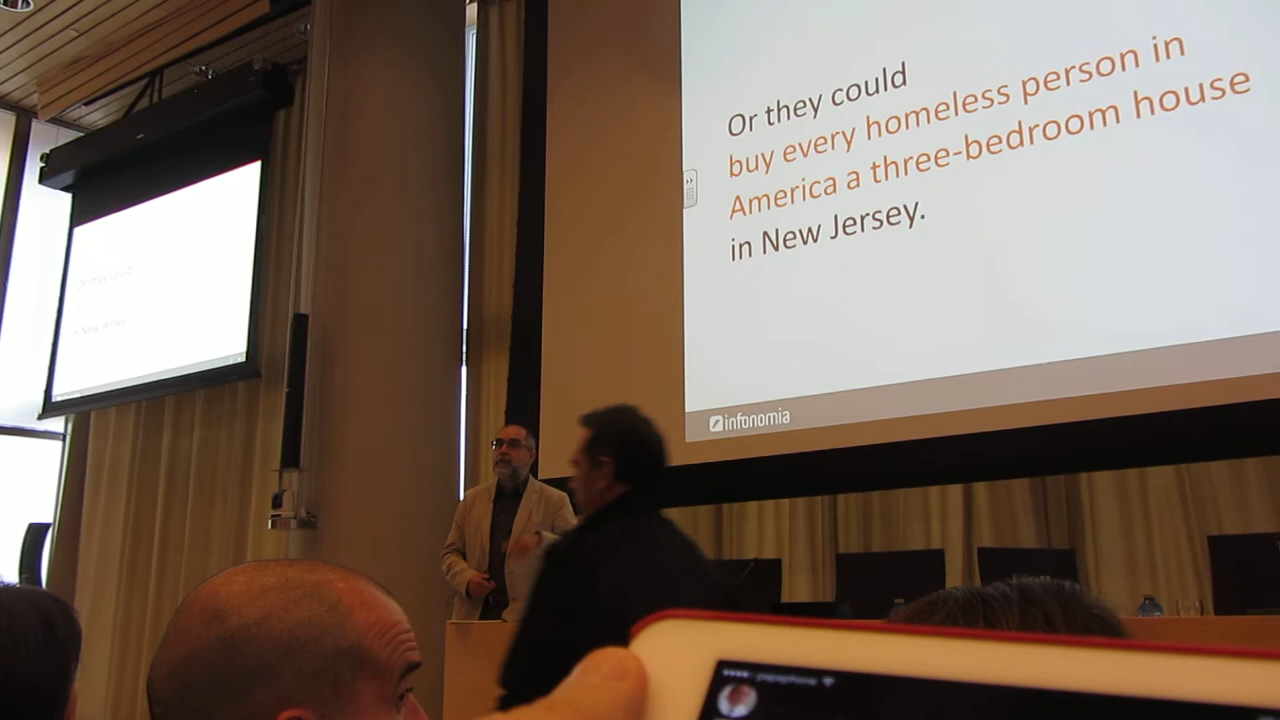 Or they could
buy every homeless person in
America a three-bedroom house
in New Jersey.
infonomia